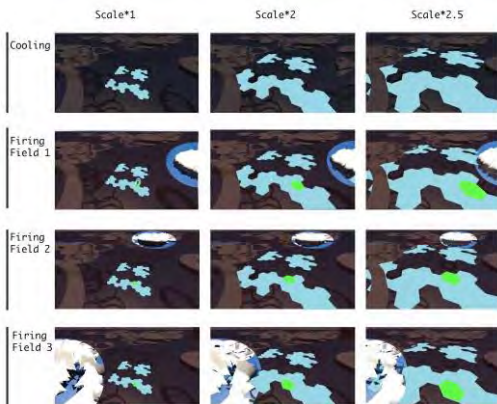 Scale*1
Scale*2
Scale*2.5
Cooling
Firing
Field 1
Firing
Field 2
Firing
Field 3